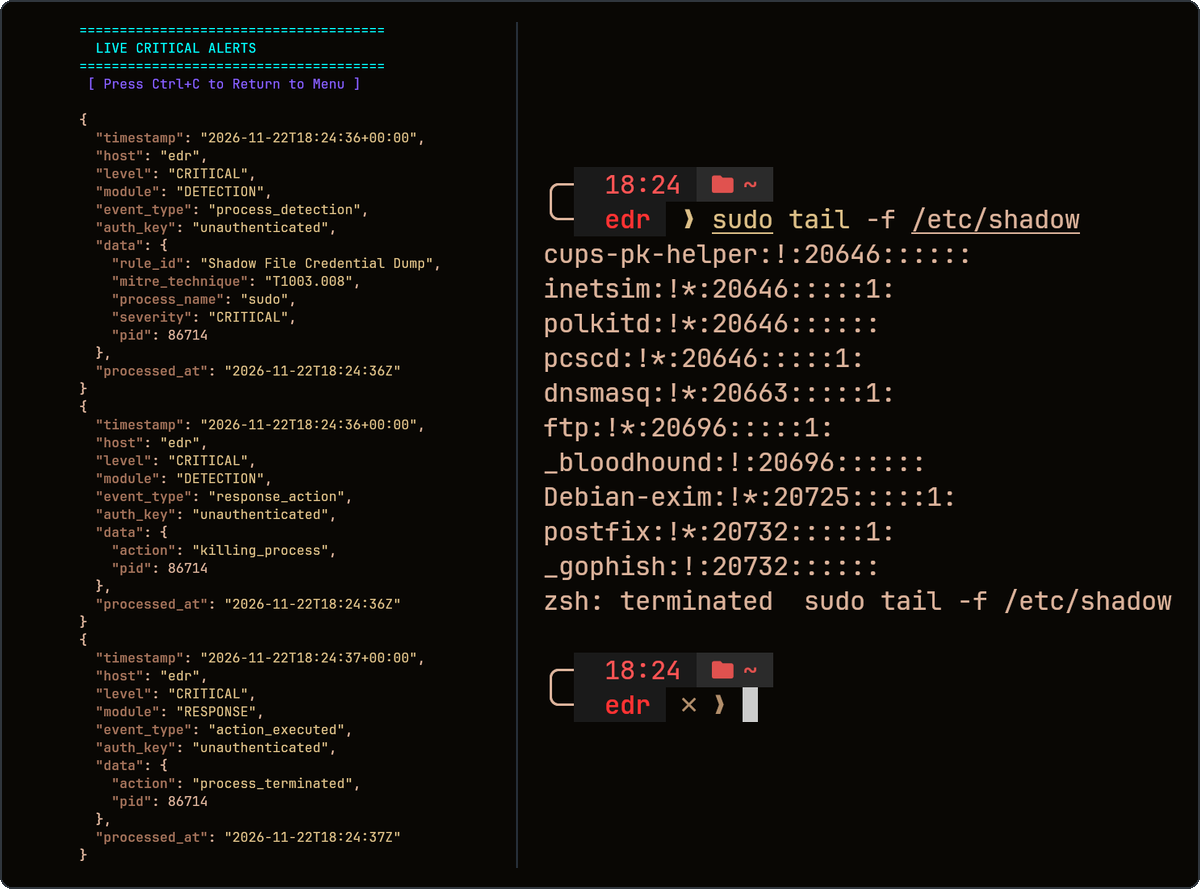 =====================================
LIVE CRITICAL ALERTS
=====================================
[ Press Ctrl+C to Return to Menu ]
{
"timestamp": "2026-11-22T18:24:36+00:00",
"host": "edr",
"level": "CRITICAL",
"module": "DETECTION",
"event_type": "process_detection",
"auth_key": "unauthenticated",
"data": {
"rule_id": "Shadow File Credential Dump",
"mitre_technique": "T1003.008",
"process_name": "sudo",
"severity": "CRITICAL",
"pid": 86714
},
"processed_at": "2026-11-22T18:24:36Z"
}
{
"timestamp": "2026-11-22T18:24:36+00:00",
"host": "edr",
"level": "CRITICAL",
"module": "DETECTION",
"event_type": "response_action",
"auth_key": "unauthenticated",
"data": {
"action": "killing_process",
"pid": 86714
},
"processed_at": "2026-11-22T18:24:36Z"
}
{
"timestamp": "2026-11-22T18:24:37+00:00",
"host": "edr",
"level": "CRITICAL",
"module": "RESPONSE",
"event_type": "action_executed",
"auth_key": "unauthenticated",
"data": {
"action": "process_terminated",
"pid": 86714
},
"processed_at": "2026-11-22T18:24:37Z"
}
18:24 ~
edr ❯ sudo tail -f /etc/shadow
cups-pk-helper:!:20646::::::
inetsim:!*:20646:::::1:
polkitd:!*:20646::::::
pcscd:!*:20646:::::1:
dnsmasq:!*:20663:::::1:
ftp:!*:20696:::::1:
_bloodhound:!:20696::::::
Debian-exim:!*:20725:::::1:
postfix:!*:20732:::::1:
_gophish:!:20732::::::
zsh: terminated  sudo tail -f /etc/shadow
18:24 ~
edr ✕ ❯